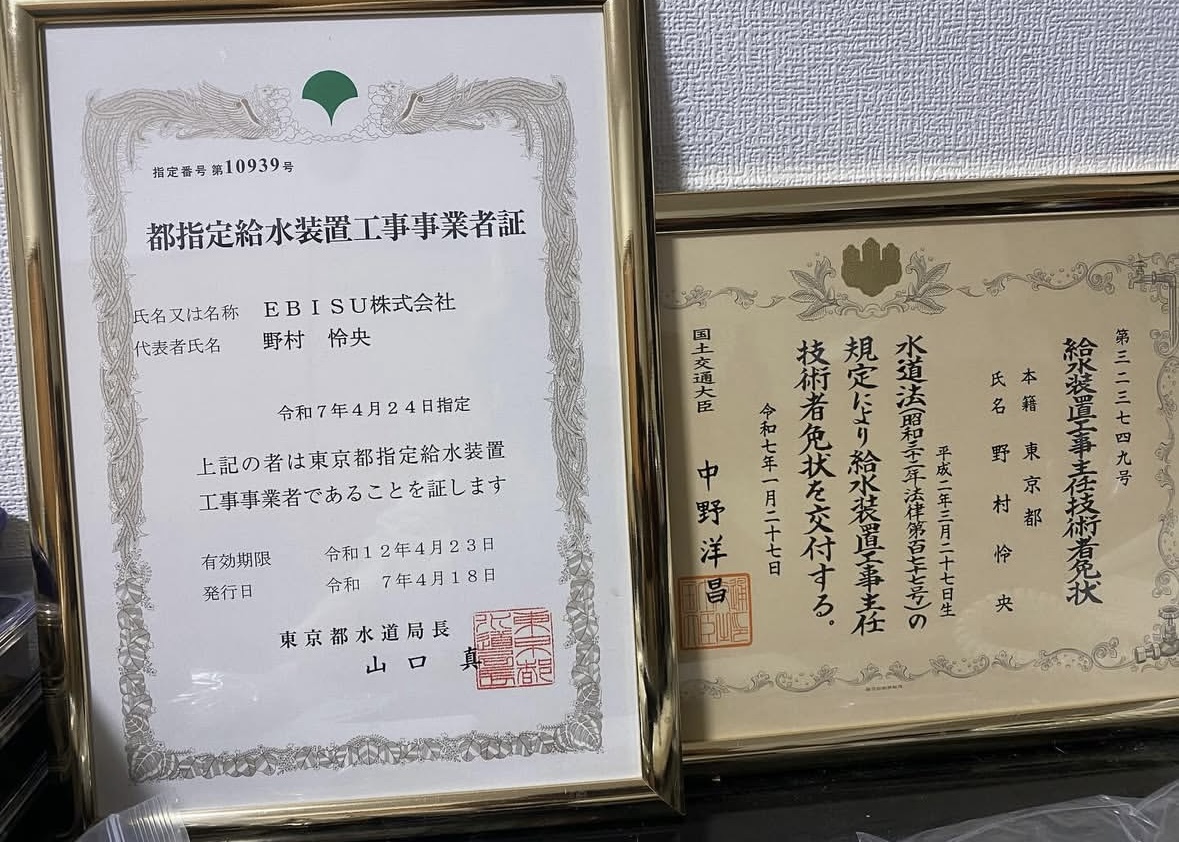 指定番号 第10939号
都指定給水装置工事事業者証
氏名又は名称 EBISU株式会社
代表者氏名 野村 怜央
令和7年4月24日指定
上記の者は東京都指定給水装置
工事事業者であることを証します
有効期限 令和12年4月23日
発行日 令和 7年4月18日
東京都水道局長
山口 真
第三二三七四九号
給水装置工事主任技術者免状
本籍 東京都
氏名 野村怜央
平成二年三月二十七日生
水道法(昭和三十二年法律第百七十七号)の
規定により給水装置工事主任
技術者免状を交付する。
令和七年一月二十七日
国土交通大臣 中野洋昌